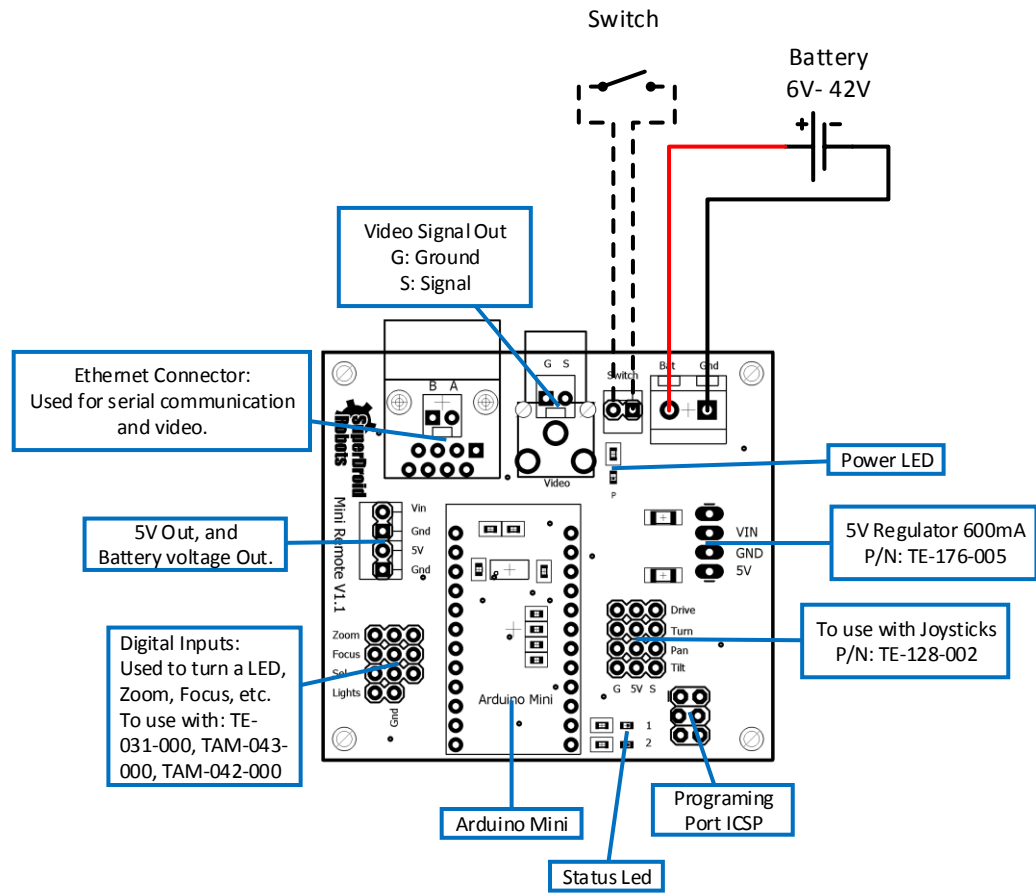 Switch
Battery
6V- 42V
+ -
Video Signal Out
G: Ground
S: Signal
Ethernet Connector:
Used for serial communication
and video.
G S
B A
Switch
Bat
Gnd
SuperDroid
Robots
Mini Remote V1.1
Video
P
Power LED
5V Out, and
Battery voltage Out.
Vin
Gnd
5V
Gnd
VIN
GND
5V
5V Regulator 600mA
P/N: TE-176-005
Digital Inputs:
Used to turn a LED,
Zoom, Focus, etc.
To use with: TE-
031-000, TAM-043-
000, TAM-042-000
Zoom
Focus
Lights
Gnd
Arduino Mini
Drive
Turn
Pan
Tilt
G 5V S
To use with Joysticks
P/N: TE-128-002
1
2
Arduino Mini
Status Led
Programing
Port ICSP